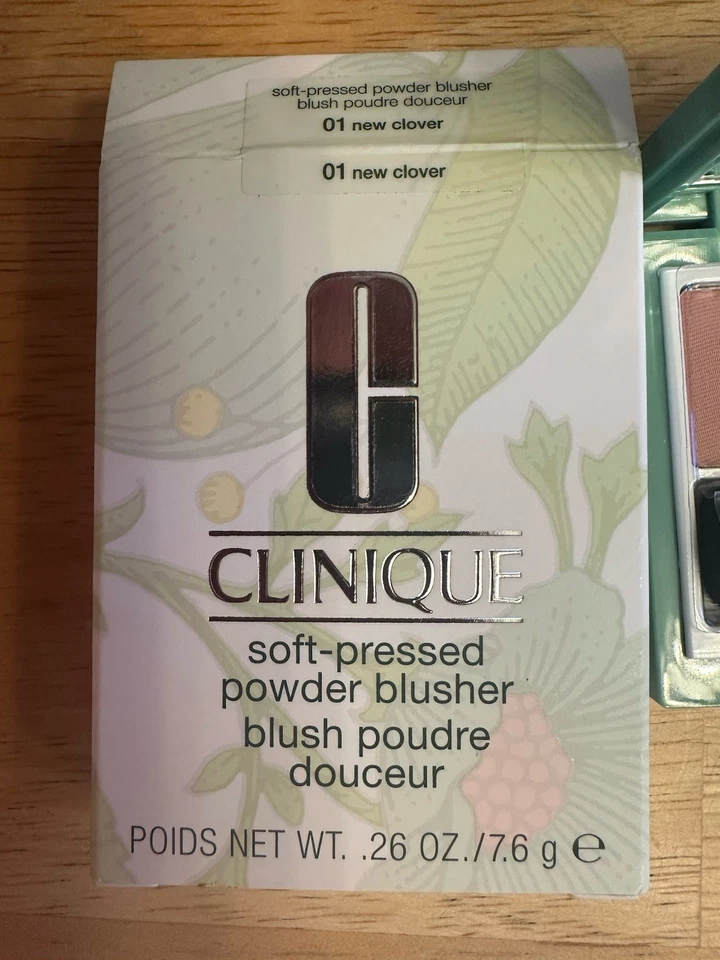 soft-pressed powder blusher
blush poudre douceur
01 new clover
01 new clover
C
CLINIQUE
soft-pressed
powder blusher
blush poudre
douceur
POIDS NET WT. .26 OZ./7.6 g ℮